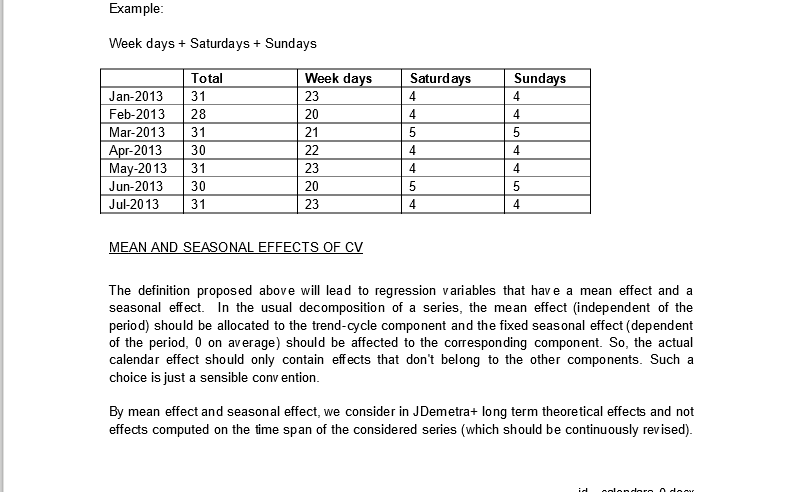 Example:
Week days + Saturdays + Sundays
Total Week days Saturdays Sundays
Jan-2013 31 23 4 4
Feb-2013 28 20 4 4
Mar-2013 31 21 5 5
Apr-2013 30 22 4 4
May-2013 31 23 4 4
Jun-2013 30 20 5 5
Jul-2013 31 23 4 4
MEAN AND SEASONAL EFFECTS OF CV
The definition proposed above will lead to regression variables that have a mean effect and a
seasonal effect. In the usual decomposition of a series, the mean effect (independent of the
period) should be allocated to the trend-cycle component and the fixed seasonal effect (dependent
of the period, 0 on average) should be affected to the corresponding component. So, the actual
calendar effect should only contain effects that don't belong to the other components. Such a
choice is just a sensible convention.
By mean effect and seasonal effect, we consider in JDemetra+ long term theoretical effects and not
effects computed on the time span of the considered series (which should be continuously revised).